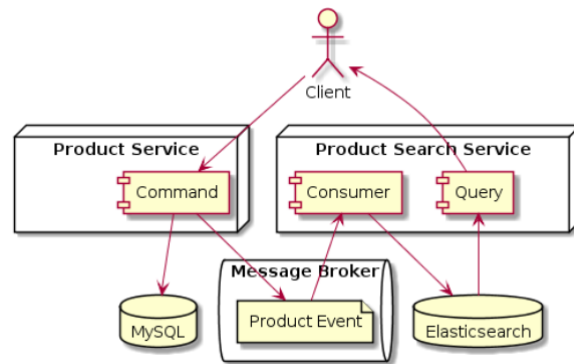 Client
Product Service
Product Search Service
Command
Consumer
Query
Message Broker
MySQL
Product Event
Elasticsearch